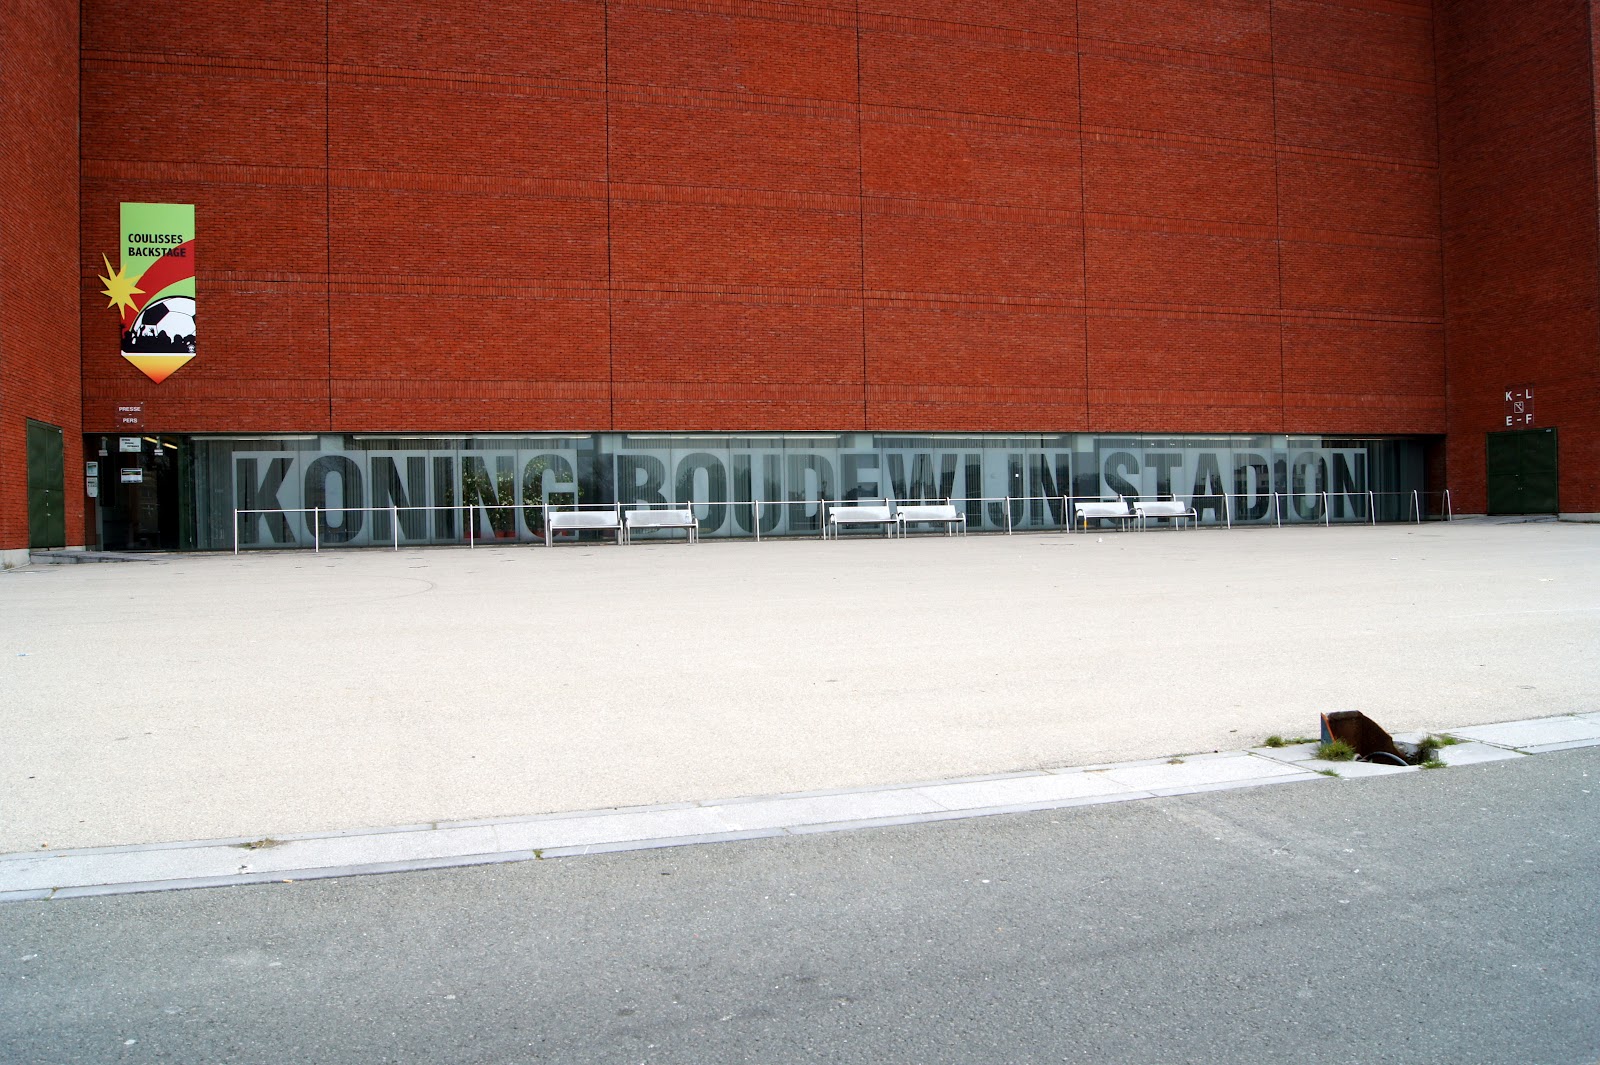 COULISSES
BACKSTAGE
PRESSE
-
PERS
KONING BOUDEWIJN STADION
K - L
E - F